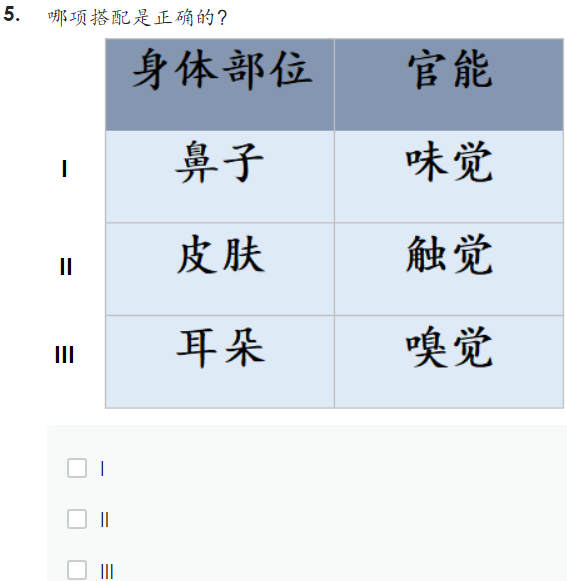 5. 哪项搭配是正确的?
身体部位 官能
I 鼻子 味觉
II 皮肤 触觉
III 耳朵 嗅觉
I
II
III